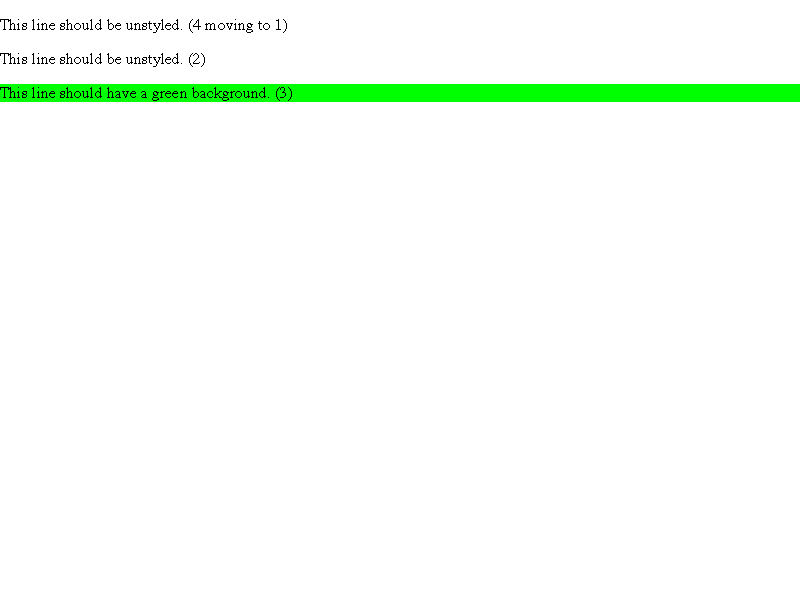 This line should be unstyled. (4 moving to 1)
This line should be unstyled. (2)
This line should have a green background. (3)